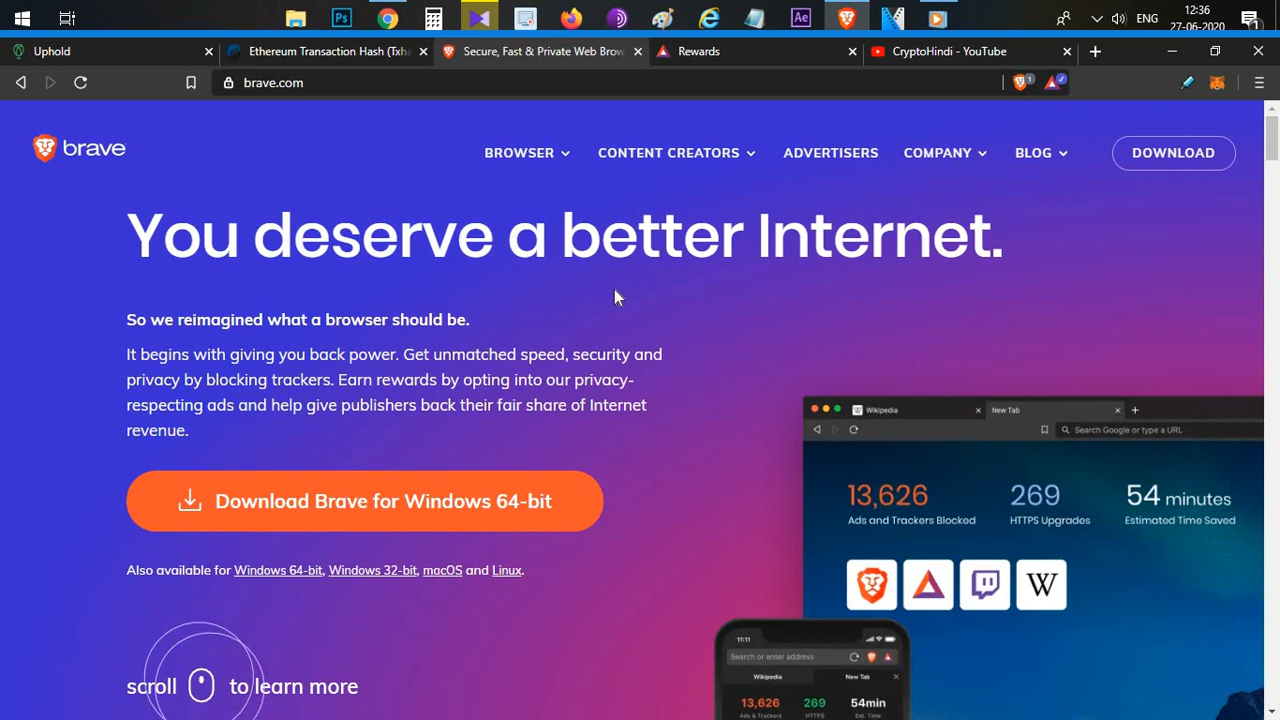 12:36
ENG
27-06-2020
Uphold
Ethereum Transaction Hash (Txha
Secure, Fast & Private Web Brow
Rewards
CryptoHindi - YouTube
brave.com
1
brave
BROWSER
CONTENT CREATORS
ADVERTISERS
COMPANY
BLOG
DOWNLOAD
You deserve a better Internet.
So we reimagined what a browser should be.
It begins with giving you back power. Get unmatched speed, security and
privacy by blocking trackers. Earn rewards by opting into our privacy-
respecting ads and help give publishers back their fair share of Internet
revenue.
Download Brave for Windows 64-bit
Also available for Windows 64-bit, Windows 32-bit, macOS and Linux.
scroll to learn more
Wikipedia
New Tab
Search Google or type a URL
13,626
269
54 minutes
Ads and Trackers Blocked
HTTPS Upgrades
Estimated Time Saved
W
11:11
Search or enter address
Wikipedia
New Tab
13,626
269
54min
Ads & Trackers
HTTPS
Est. Time